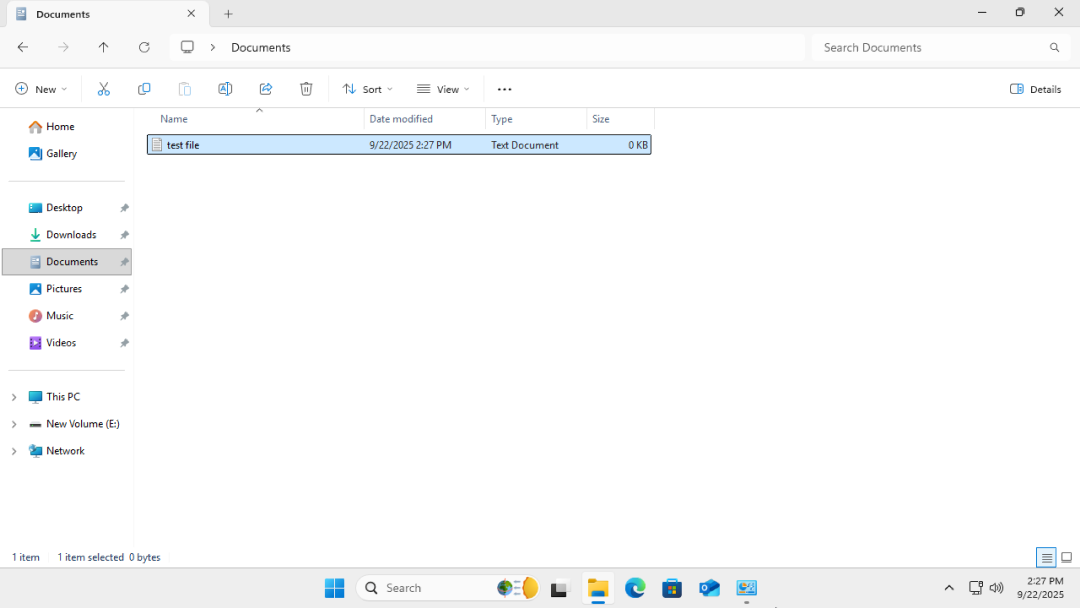 Documents
Documents
Search Documents
New
Sort
View
Details
Name Date modified Type Size
test file 9/22/2025 2:27 PM Text Document 0 KB
Home
Gallery
Desktop
Downloads
Documents
Pictures
Music
Videos
This PC
New Volume (E:)
Network
1 item 1 item selected 0 bytes
Search
2:27 PM
9/22/2025